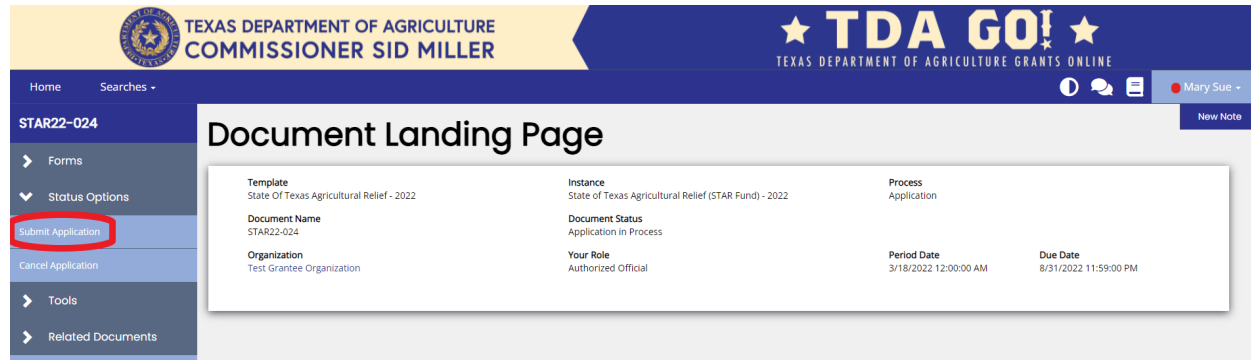 TEXAS DEPARTMENT OF AGRICULTURE
COMMISSIONER SID MILLER
TDA GO!
TEXAS DEPARTMENT OF AGRICULTURE GRANTS ONLINE
Home Searches
Mary Sue
STAR22-024
New Note
Document Landing Page
Forms
Status Options
Submit Application
Cancel Application
Tools
Related Documents
Template Instance Process
State Of Texas Agricultural Relief - 2022 State of Texas Agricultural Relief (STAR Fund) - 2022 Application
Document Name Document Status
STAR22-024 Application in Process
Organization Your Role Period Date Due Date
Test Grantee Organization Authorized Official 3/18/2022 12:00:00 AM 8/31/2022 11:59:00 PM